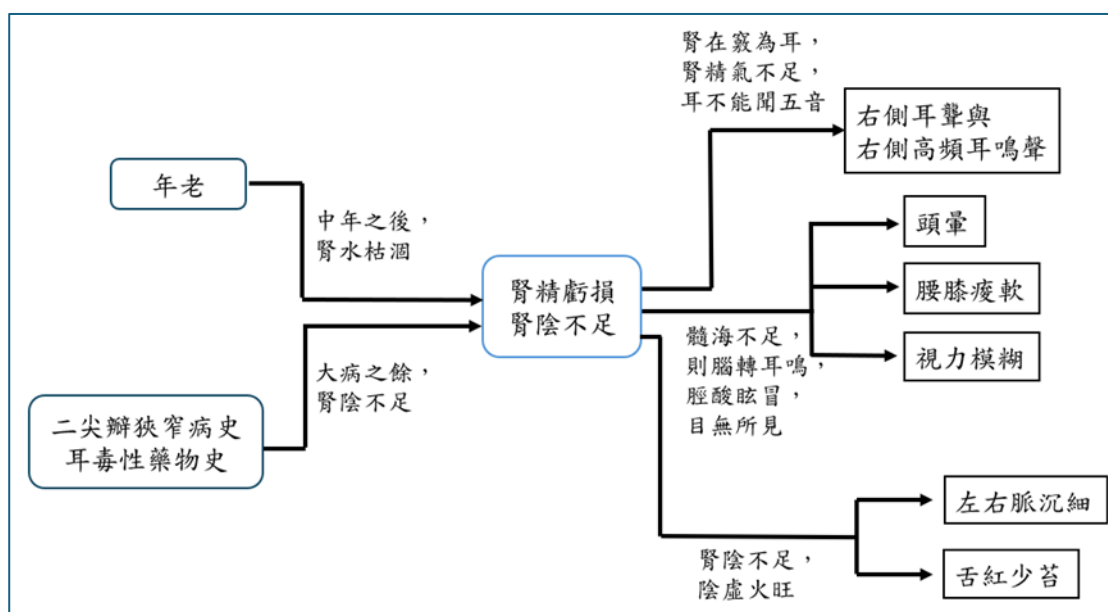 年老
中年之後，
腎水枯涸
二尖瓣狹窄病史
耳毒性藥物史
大病之餘，
腎陰不足
腎精虧損
腎陰不足
腎在竅為耳，
腎精氣不足，
耳不能聞五音
右側耳聾與
右側高頻耳鳴聲
髓海不足，
則腦轉耳鳴，
脛酸眩冒，
目無所見
頭暈
腰膝痠軟
視力模糊
腎陰不足，
陰虛火旺
左右脈沉細
舌紅少苔